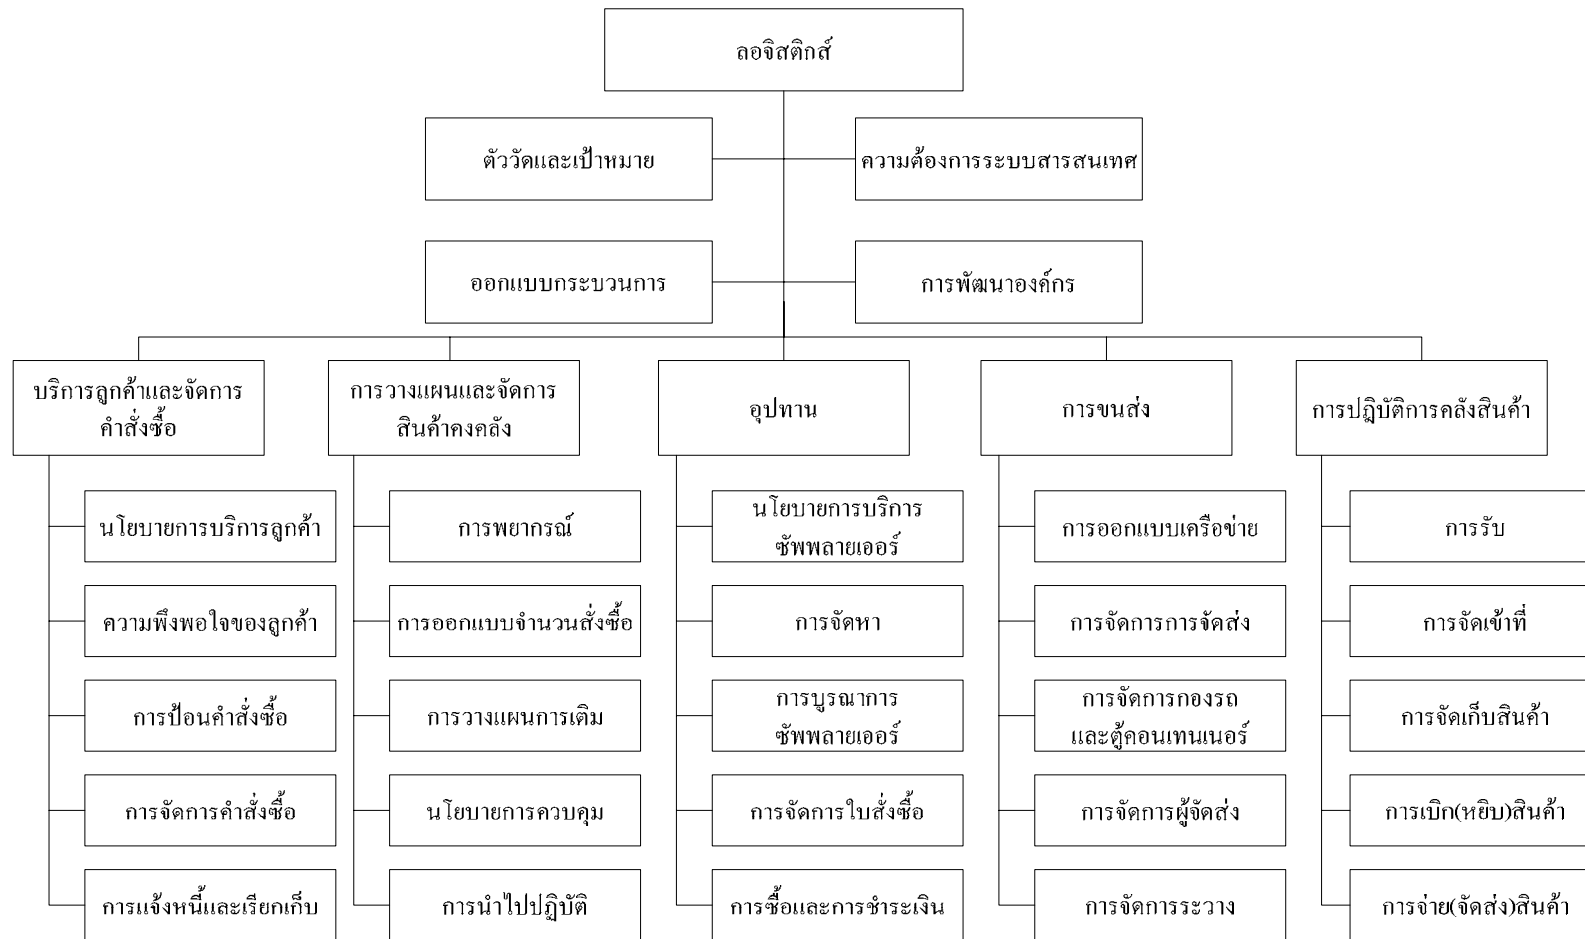 ลอจิสติกส์
ตัววัดและเป้าหมาย
ความต้องการระบบสารสนเทศ
ออกแบบกระบวนการ
การพัฒนาองค์กร
บริการลูกค้าและจัดการ
คำสั่งซื้อ
การวางแผนและจัดการ
สินค้าคงคลัง
อุปทาน
การขนส่ง
การปฎิบัติการคลังสินค้า
นโยบายการบริการลูกค้า
ความพึงพอใจของลูกค้า
การป้อนคำสั่งซื้อ
การจัดการคำสั่งซื้อ
การแจ้งหนี้และเรียกเก็บ
การพยากรณ์
การออกแบบจำนวนสั่งซื้อ
การวางแผนการเติม
นโยบายการควบคุม
การนำไปปฏิบัติ
นโยบายการบริการ
ซัพพลายเออร์
การจัดหา
การบูรณาการ
ซัพพลายเออร์
การจัดการใบสั่งซื้อ
การซื้อและการชำระเงิน
การออกแบบเครือข่าย
การจัดการการจัดส่ง
การจัดการกองรถ
และตู้คอนเทนเนอร์
การจัดการผู้จัดส่ง
การจัดการระวาง
การรับ
การจัดเข้าที่
การจัดเก็บสินค้า
การเบิก(หยิบ)สินค้า
การจ่าย(จัดส่ง)สินค้า